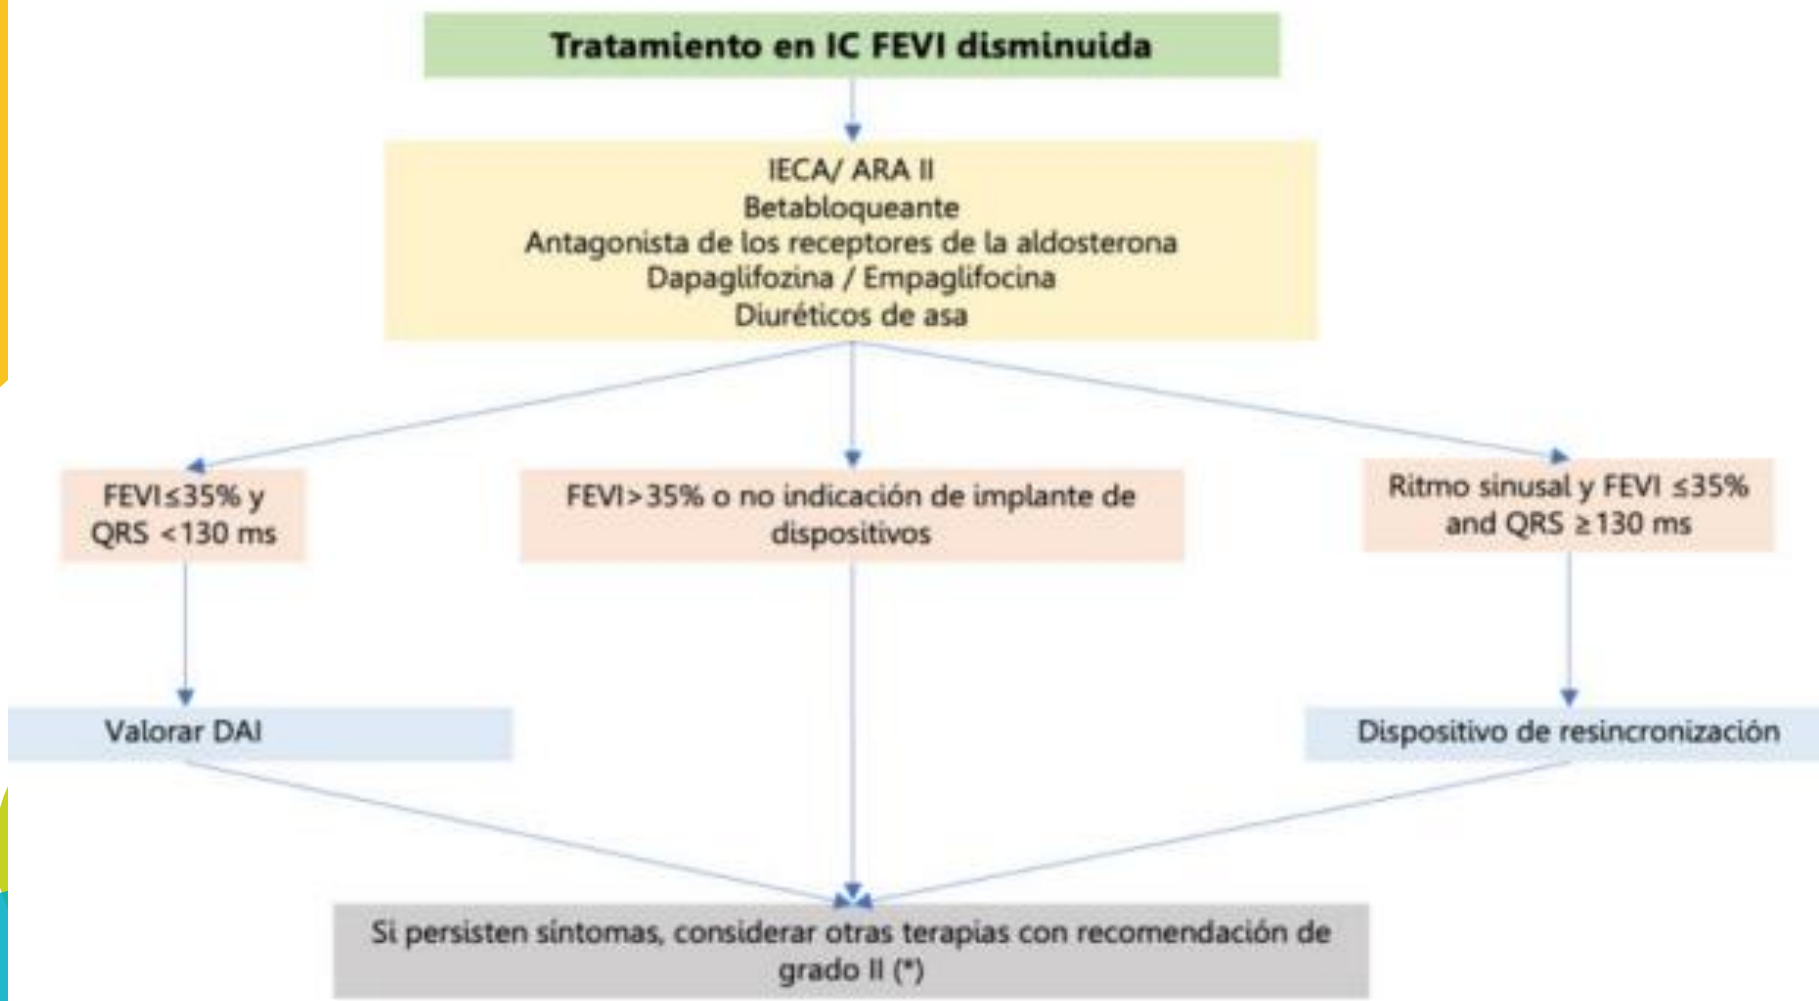 Tratamiento en IC FEVI disminuida
IECA/ ARA II
Betabloqueante
Antagonista de los receptores de la aldosterona
Dapaglifozina / Empaglifocina
Diuréticos de asa
FEVI≤35% y
QRS <130 ms
FEVI>35% o no indicación de implante de
dispositivos
Ritmo sinusal y FEVI ≤35%
and QRS ≥130 ms
Valorar DAI
Dispositivo de resincronización
Si persisten síntomas, considerar otras terapias con recomendación de
grado II (*)